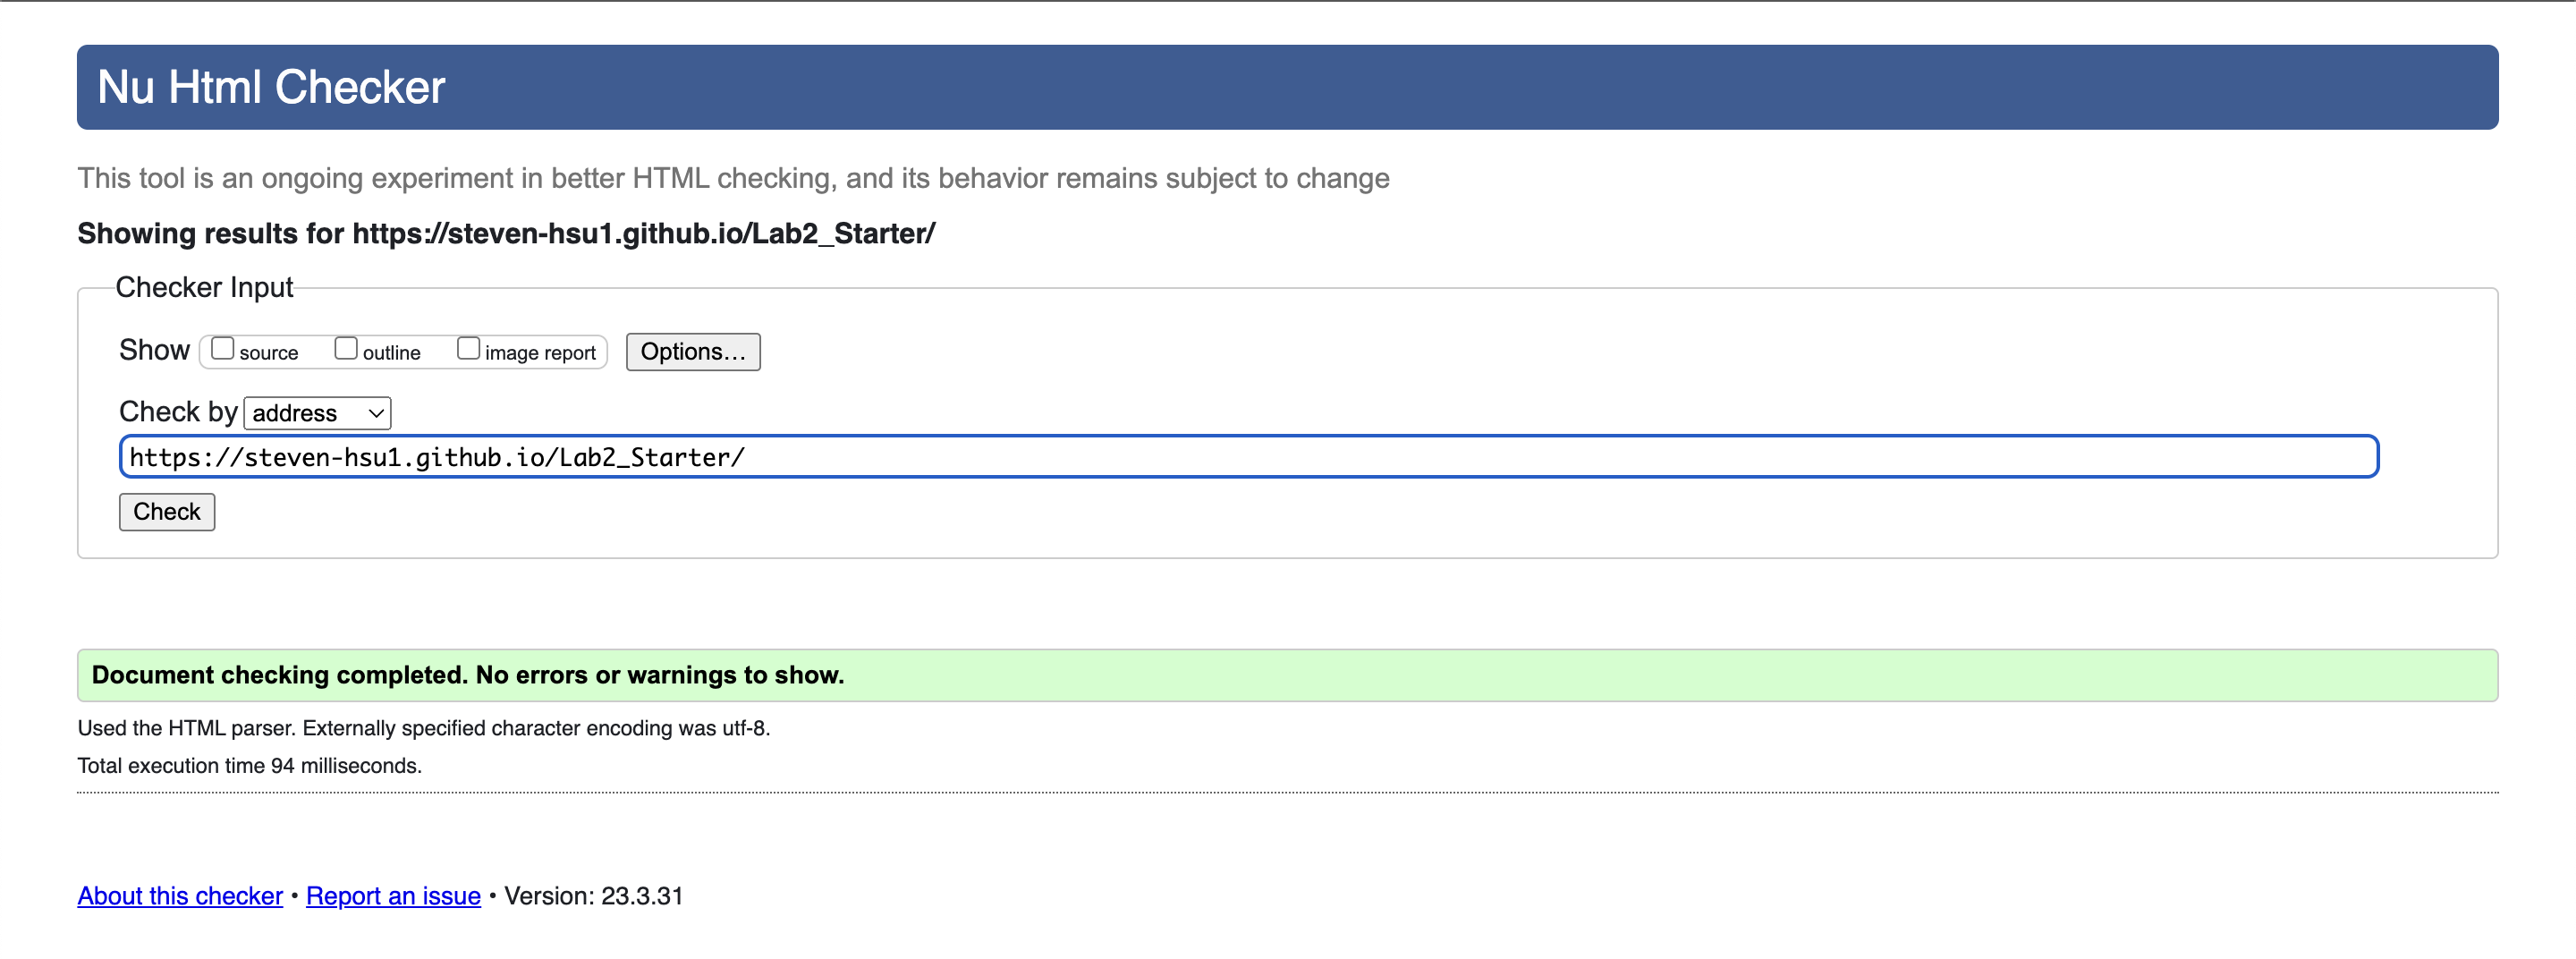 Nu Html Checker
This tool is an ongoing experiment in better HTML checking, and its behavior remains subject to change
Showing results for https://steven-hsu1.github.io/Lab2_Starter/
Checker Input
Show source outline image report Options...
Check by address
https://steven-hsu1.github.io/Lab2_Starter/
Check
Document checking completed. No errors or warnings to show.
Used the HTML parser. Externally specified character encoding was utf-8.
Total execution time 94 milliseconds.
About this checker • Report an issue • Version: 23.3.31